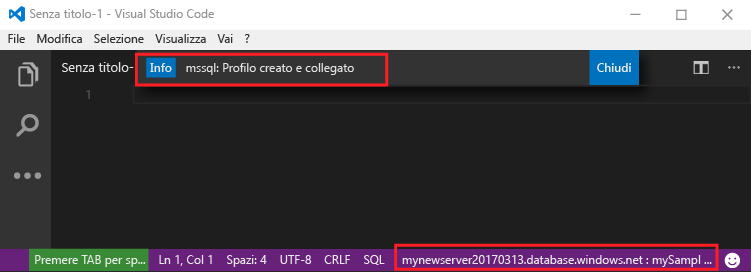 Senza titolo-1 - Visual Studio Code
File Modifica Selezione Visualizza Vai ?
Senza titolo- Info mssql: Profilo creato e collegato Chiudi ...
1
Premere TAB per sp... Ln 1, Col 1 Spazi: 4 UTF-8 CRLF SQL mynewserver20170313.database.windows.net : mySampl ...